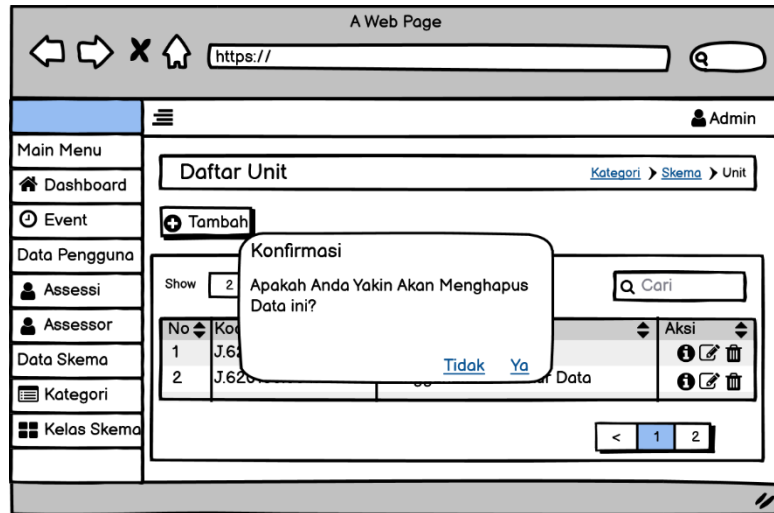 A Web Page
https://
Admin
Main Menu
Dashboard
Event
Data Pengguna
Assessi
Assessor
Data Skema
Kategori
Kelas Skema
Daftar Unit
Kategori Skema Unit
Tambah
Konfirmasi
Apakah Anda Yakin Akan Menghapus
Data ini?
Tidak Ya
Show 2
Cari
No Aksi
1
2 Data
< 1 2